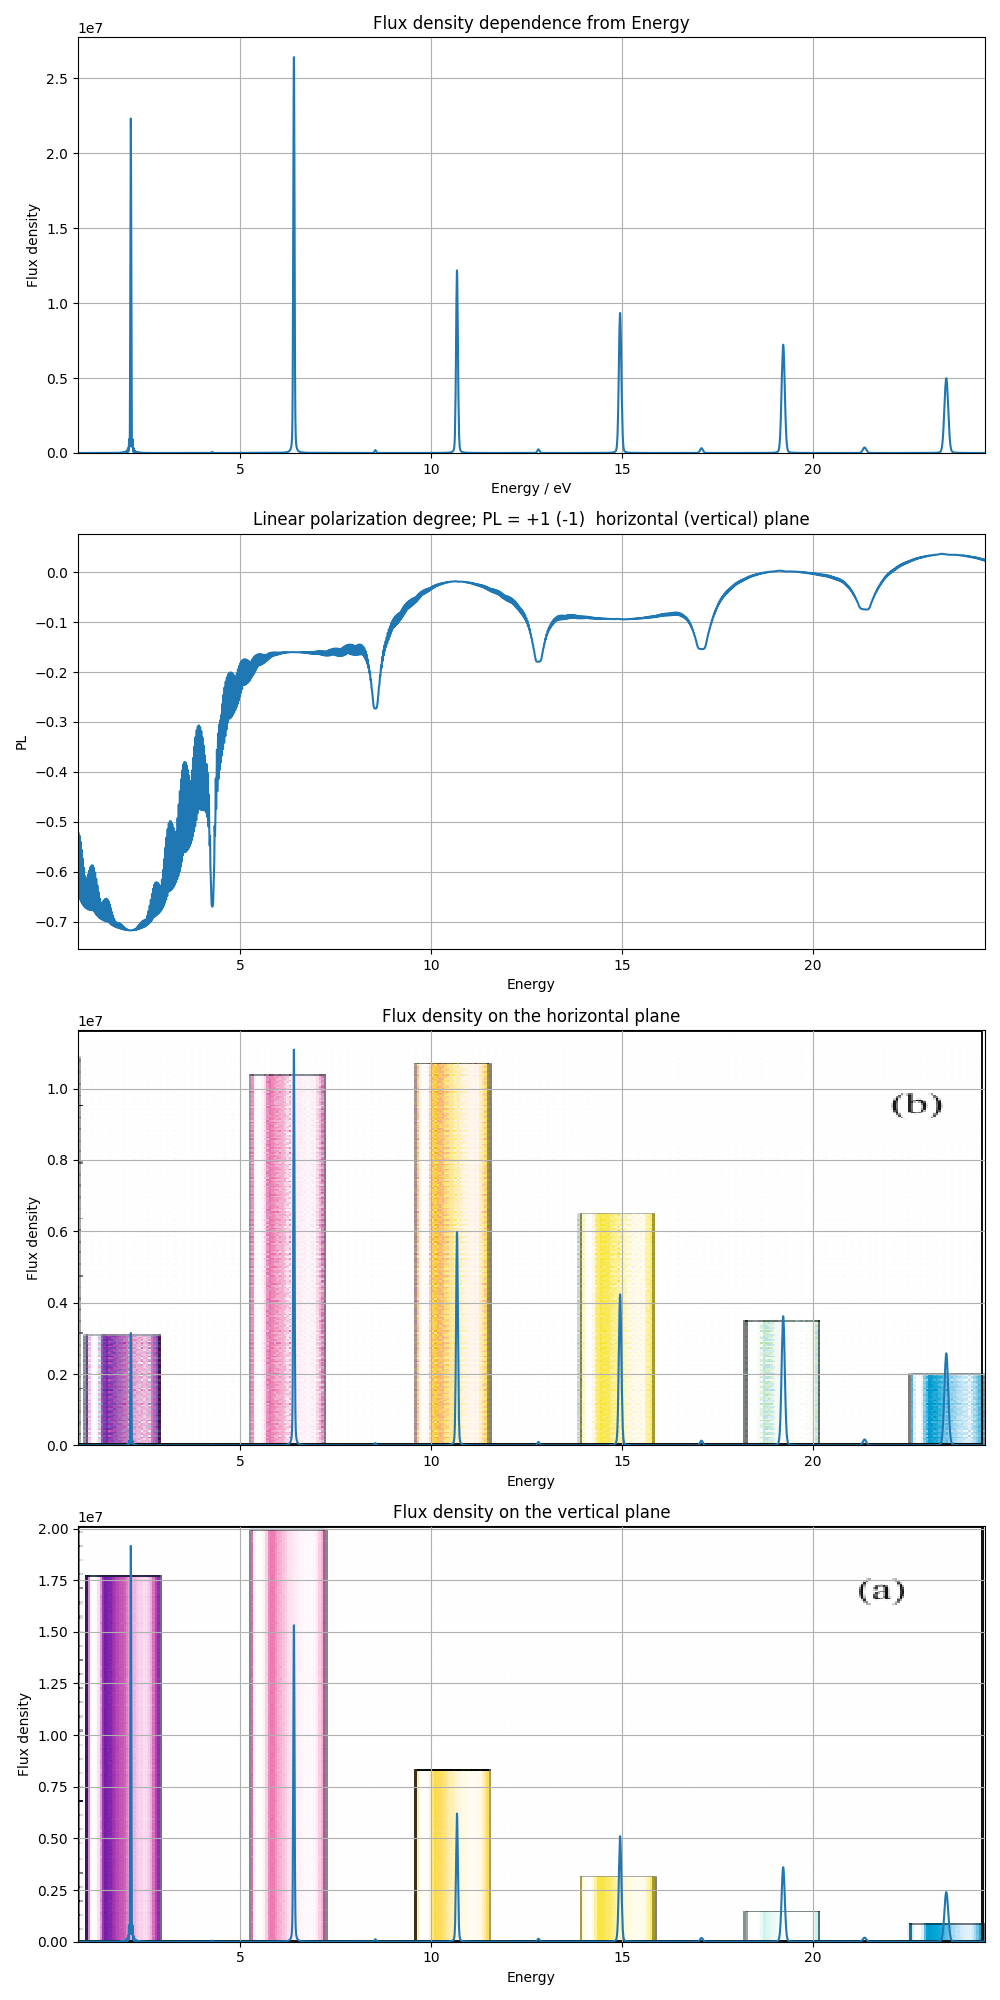 Flux density dependence from Energy
1e7
2.5
2.0
1.5
1.0
0.5
0.0
Flux density
5 10 15 20
Energy / eV
Linear polarization degree; PL = +1 (-1)  horizontal (vertical) plane
0.0
−0.1
−0.2
−0.3
−0.4
−0.5
−0.6
−0.7
PL
5 10 15 20
Energy
Flux density on the horizontal plane
1e7
(b)
1.0
0.8
0.6
0.4
0.2
0.0
Flux density
5 10 15 20
Energy
Flux density on the vertical plane
1e7
(a)
2.00
1.75
1.50
1.25
1.00
0.75
0.50
0.25
0.00
Flux density
5 10 15 20
Energy